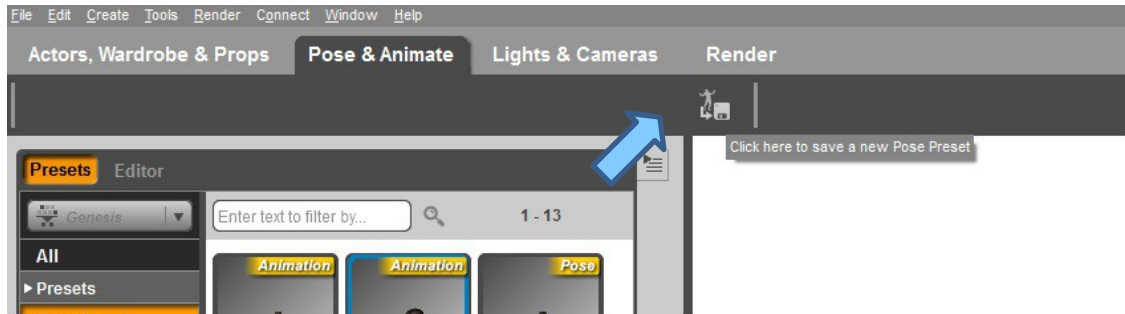 File Edit Create Tools Render Connect Window Help
Actors, Wardrobe & Props Pose & Animate Lights & Cameras Render
Click here to save a new Pose Preset
Presets Editor
Genesis Enter text to filter by... 1 - 13
All
Animation Animation Pose
Presets